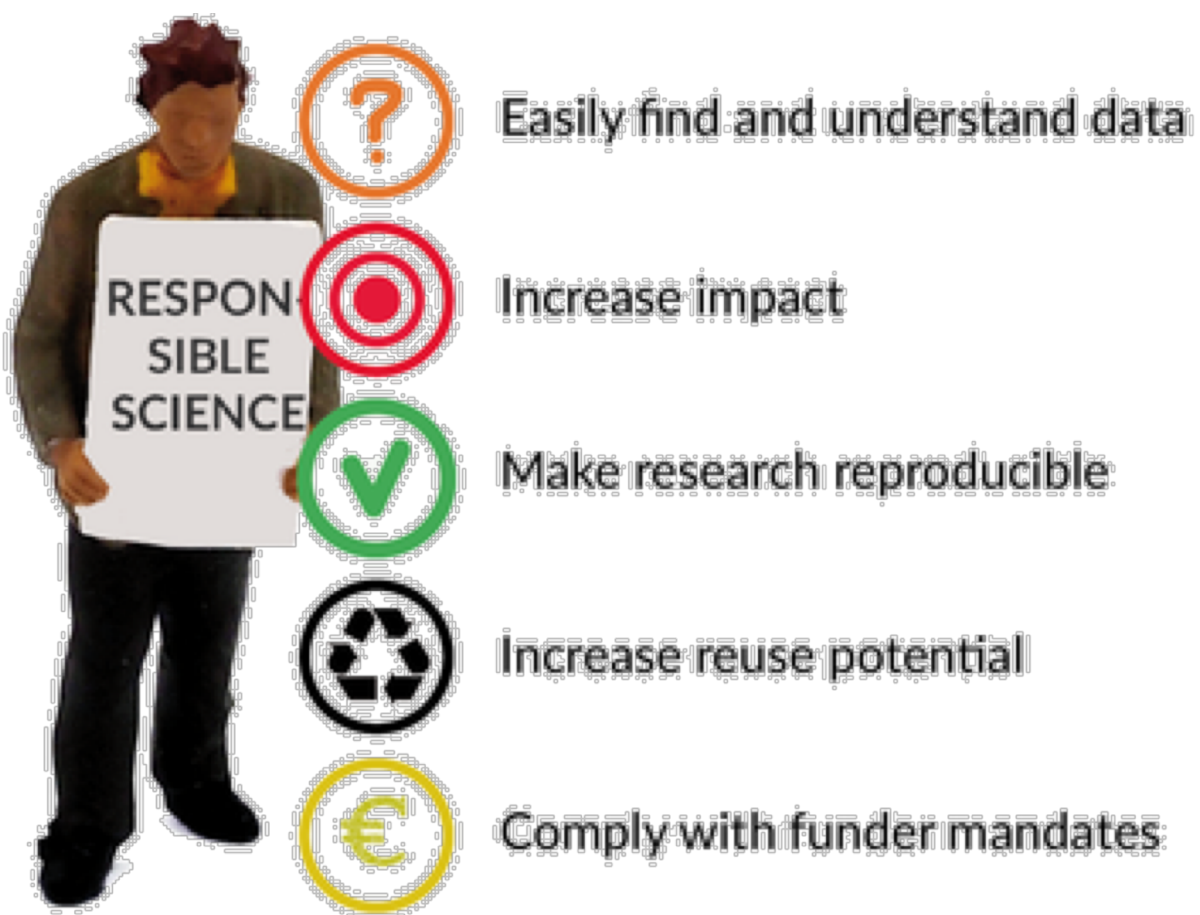 RESPON-
SIBLE
SCIENCE
Easily find and understand data
Increase impact
Make research reproducible
Increase reuse potential
Comply with funder mandates